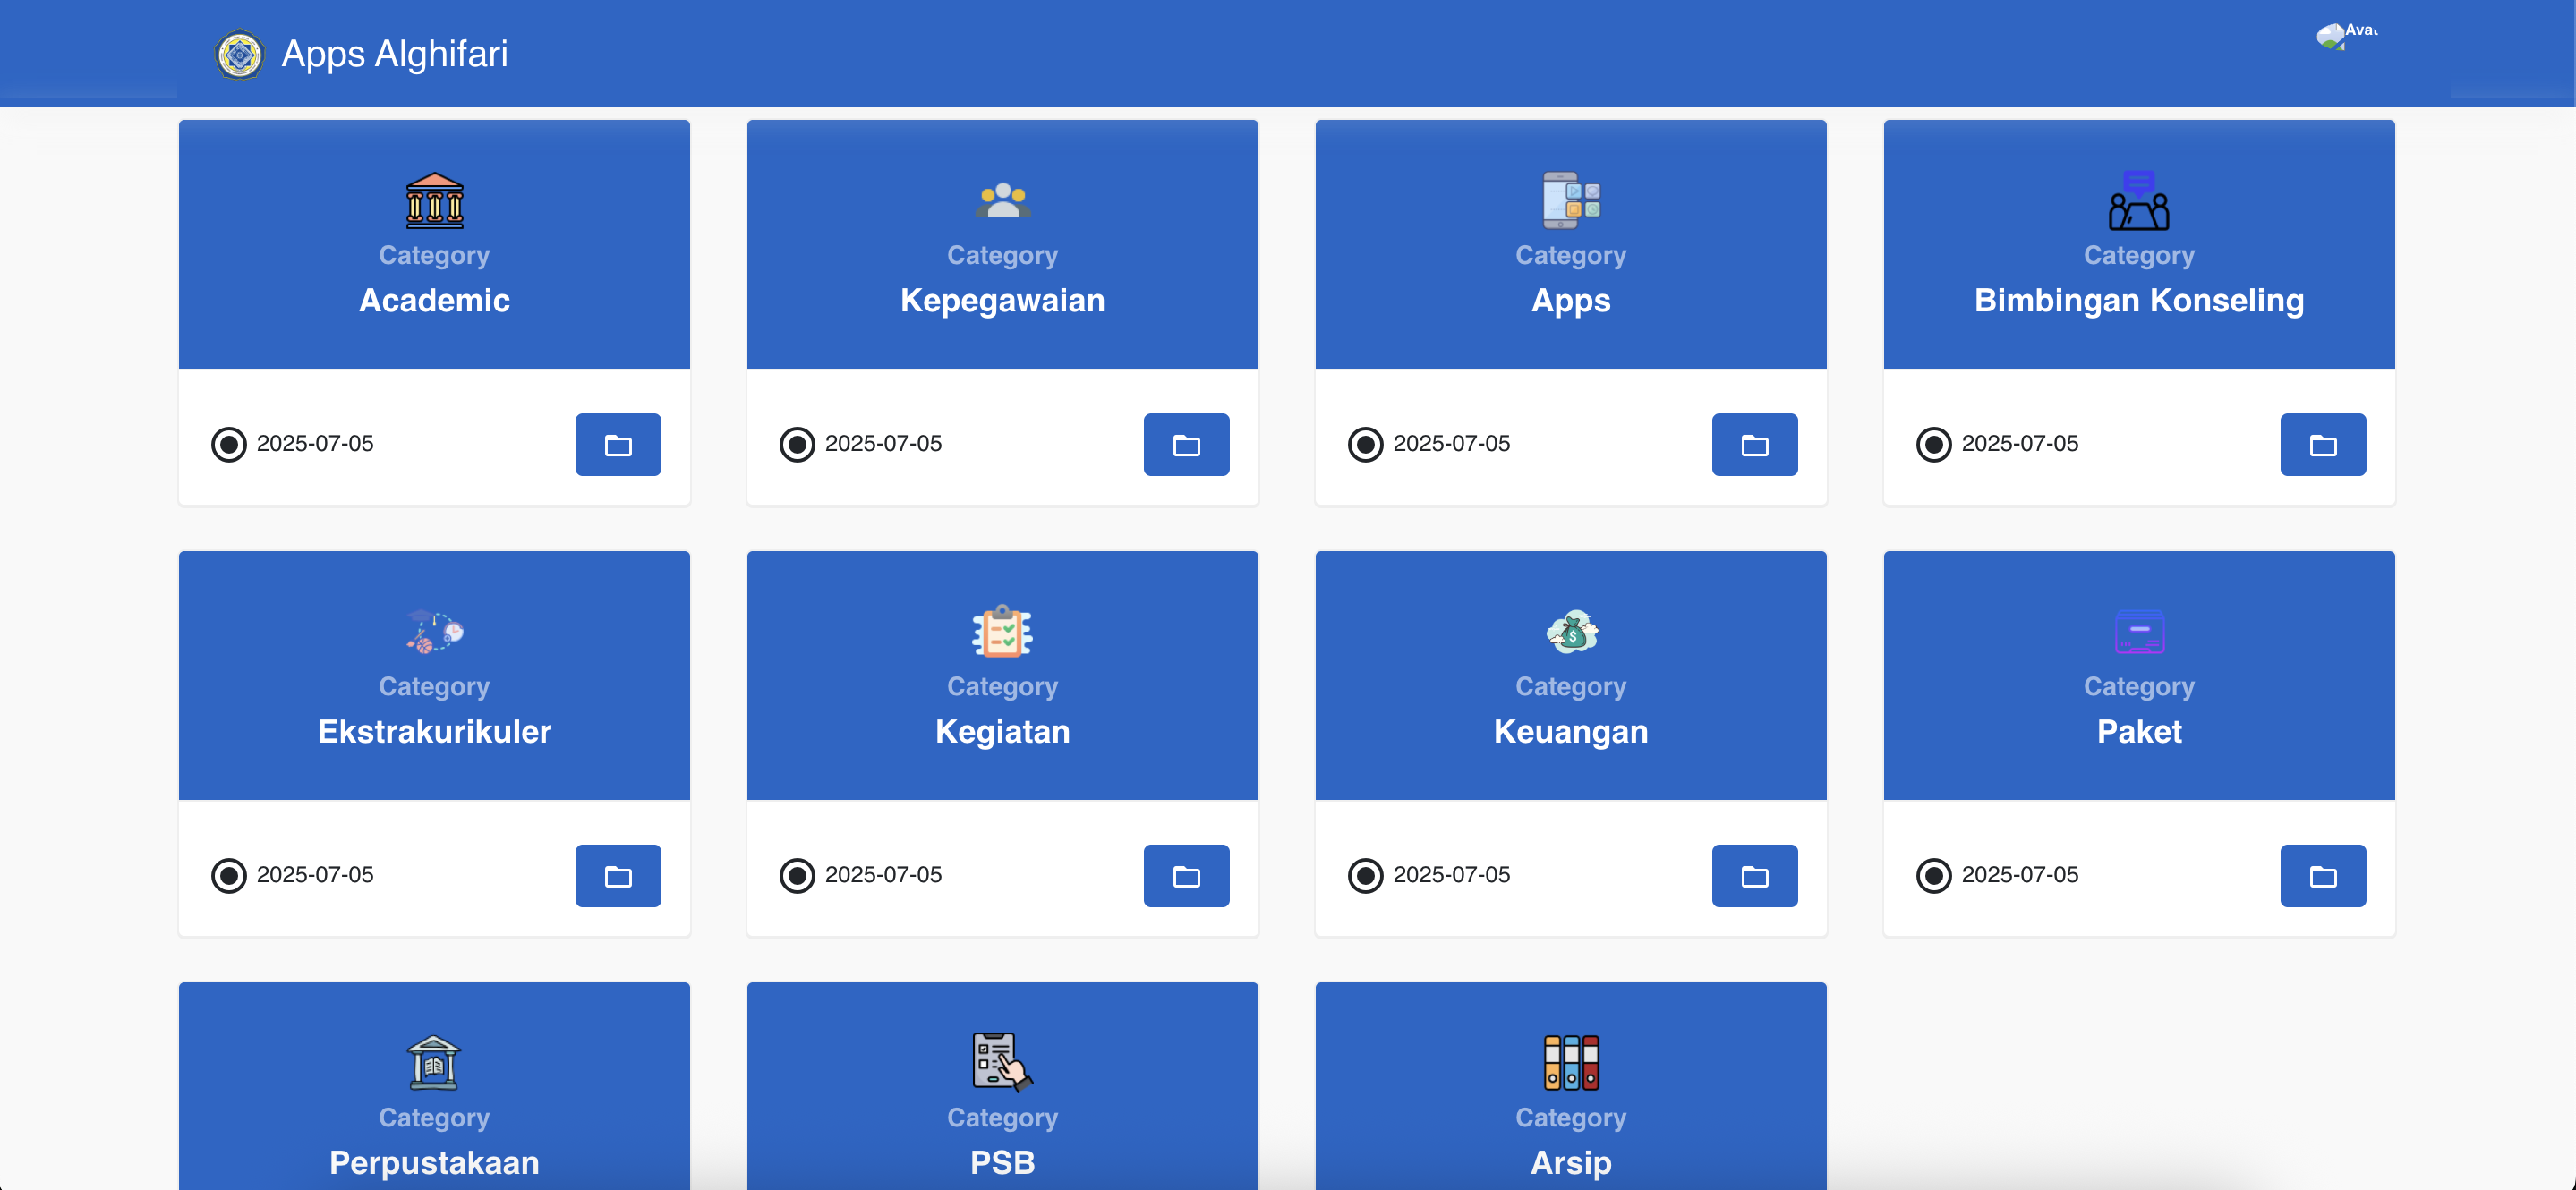 Apps Alghifari
Category
Academic
2025-07-05
Category
Kepegawaian
2025-07-05
Category
Apps
2025-07-05
Category
Bimbingan Konseling
2025-07-05
Category
Ekstrakurikuler
2025-07-05
Category
Kegiatan
2025-07-05
Category
Keuangan
2025-07-05
Category
Paket
2025-07-05
Category
Perpustakaan
Category
PSB
Category
Arsip